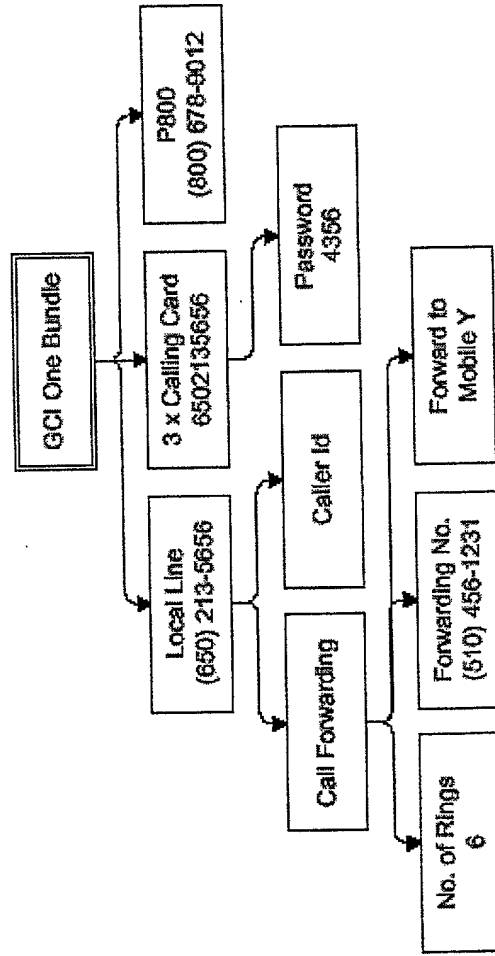 GCI One Bundle
Local Line
(650) 213-5656
3 x Calling Card
6502135656
P800
(800) 678-9012
Call Forwarding
Caller Id
Password
4356
No. of Rings
6
Forwarding No.
(510) 456-1231
Forward to
Mobile Y